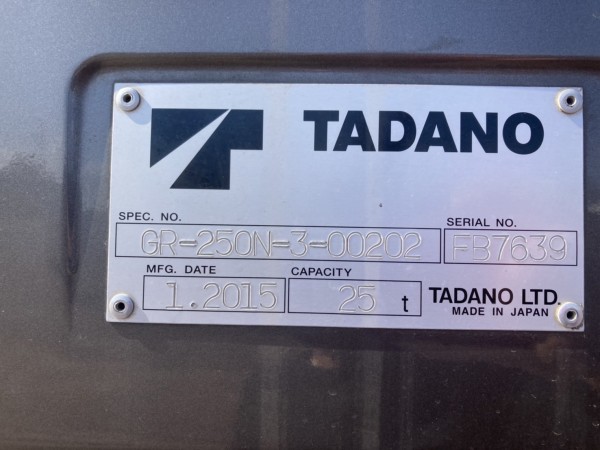 TADANO
SPEC. NO.
SERIAL NO.
GR-250N-3-00202
FB7639
MFG. DATE
CAPACITY
1.2015
25 t
TADANO LTD.
MADE IN JAPAN